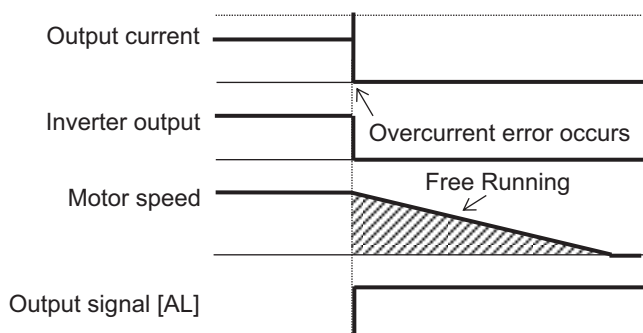 Output current
Inverter output
Overcurrent error occurs
Motor speed
Free Running
Output signal [AL]